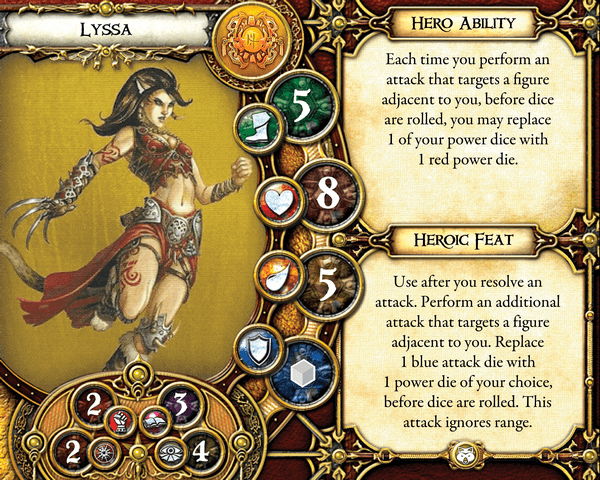 Lyssa
5
8
5
2
3
2
4
Hero Ability
Each time you perform an
attack that targets a figure
adjacent to you, before dice
are rolled, you may replace
1 of your power dice with
1 red power die.
Heroic Feat
Use after you resolve an
attack. Perform an additional
attack that targets a figure
adjacent to you. Replace
1 blue attack die with
1 power die of your choice,
before dice are rolled. This
attack ignores range.